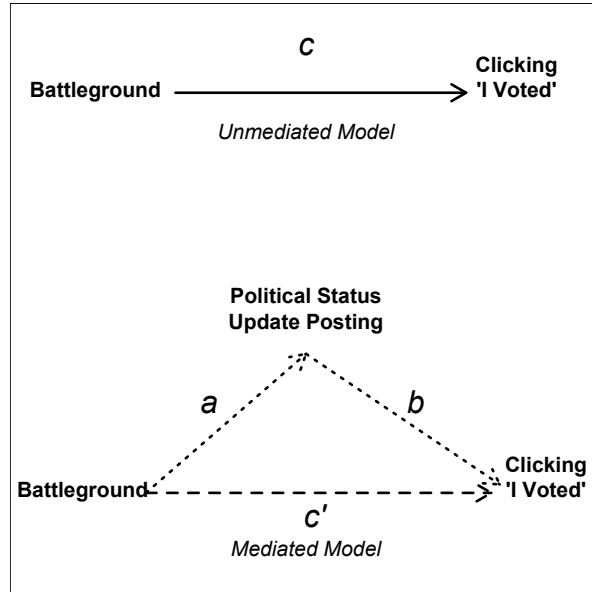 c
Clicking
Battleground
'I Voted'
Unmediated Model
Political Status
Update Posting
a
b
Clicking
Battleground
'I Voted'
c'
Mediated Model